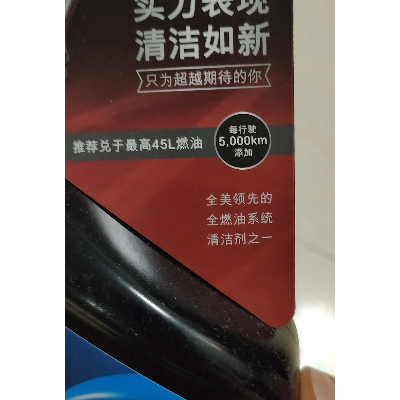 实力表现
清洁如新
只为超越期待的你
推荐兑于最高45L燃油
每行驶
5,000km
添加
全美领先的
全燃油系统
清洁剂之一